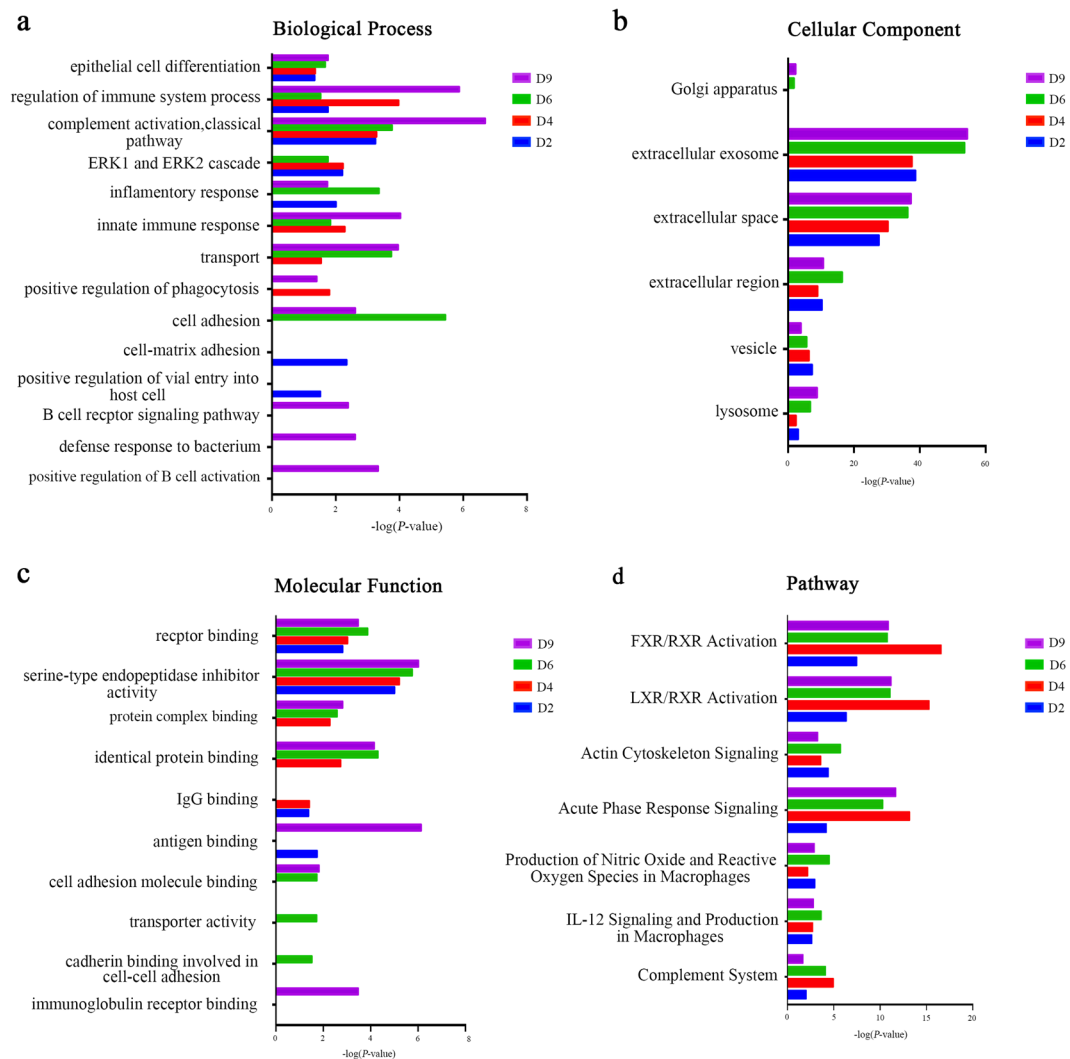 a
Biological Process
epithelial cell differentiation
regulation of immune system process
complement activation,classical
pathway
ERK1 and ERK2 cascade
inflamentory response
innate immune response
transport
positive regulation of phagocytosis
cell adhesion
cell-matrix adhesion
positive regulation of vial entry into
host cell
B cell recptor signaling pathway
defense response to bacterium
positive regulation of B cell activation
0 2 4 6 8
-log(P-value)
D9
D6
D4
D2
b
Cellular Component
Golgi apparatus
extracellular exosome
extracellular space
extracellular region
vesicle
lysosome
0 20 40 60
-log(P-value)
D9
D6
D4
D2
c
Molecular Function
recptor binding
serine-type endopeptidase inhibitor
activity
protein complex binding
identical protein binding
IgG binding
antigen binding
cell adhesion molecule binding
transporter activity
cadherin binding involved in
cell-cell adhesion
immunoglobulin receptor binding
0 2 4 6 8
-log(P-value)
D9
D6
D4
D2
d
Pathway
FXR/RXR Activation
LXR/RXR Activation
Actin Cytoskeleton Signaling
Acute Phase Response Signaling
Production of Nitric Oxide and Reactive
Oxygen Species in Macrophages
IL-12 Signaling and Production
in Macrophages
Complement System
0 5 10 15 20
-log(P-value)
D9
D6
D4
D2